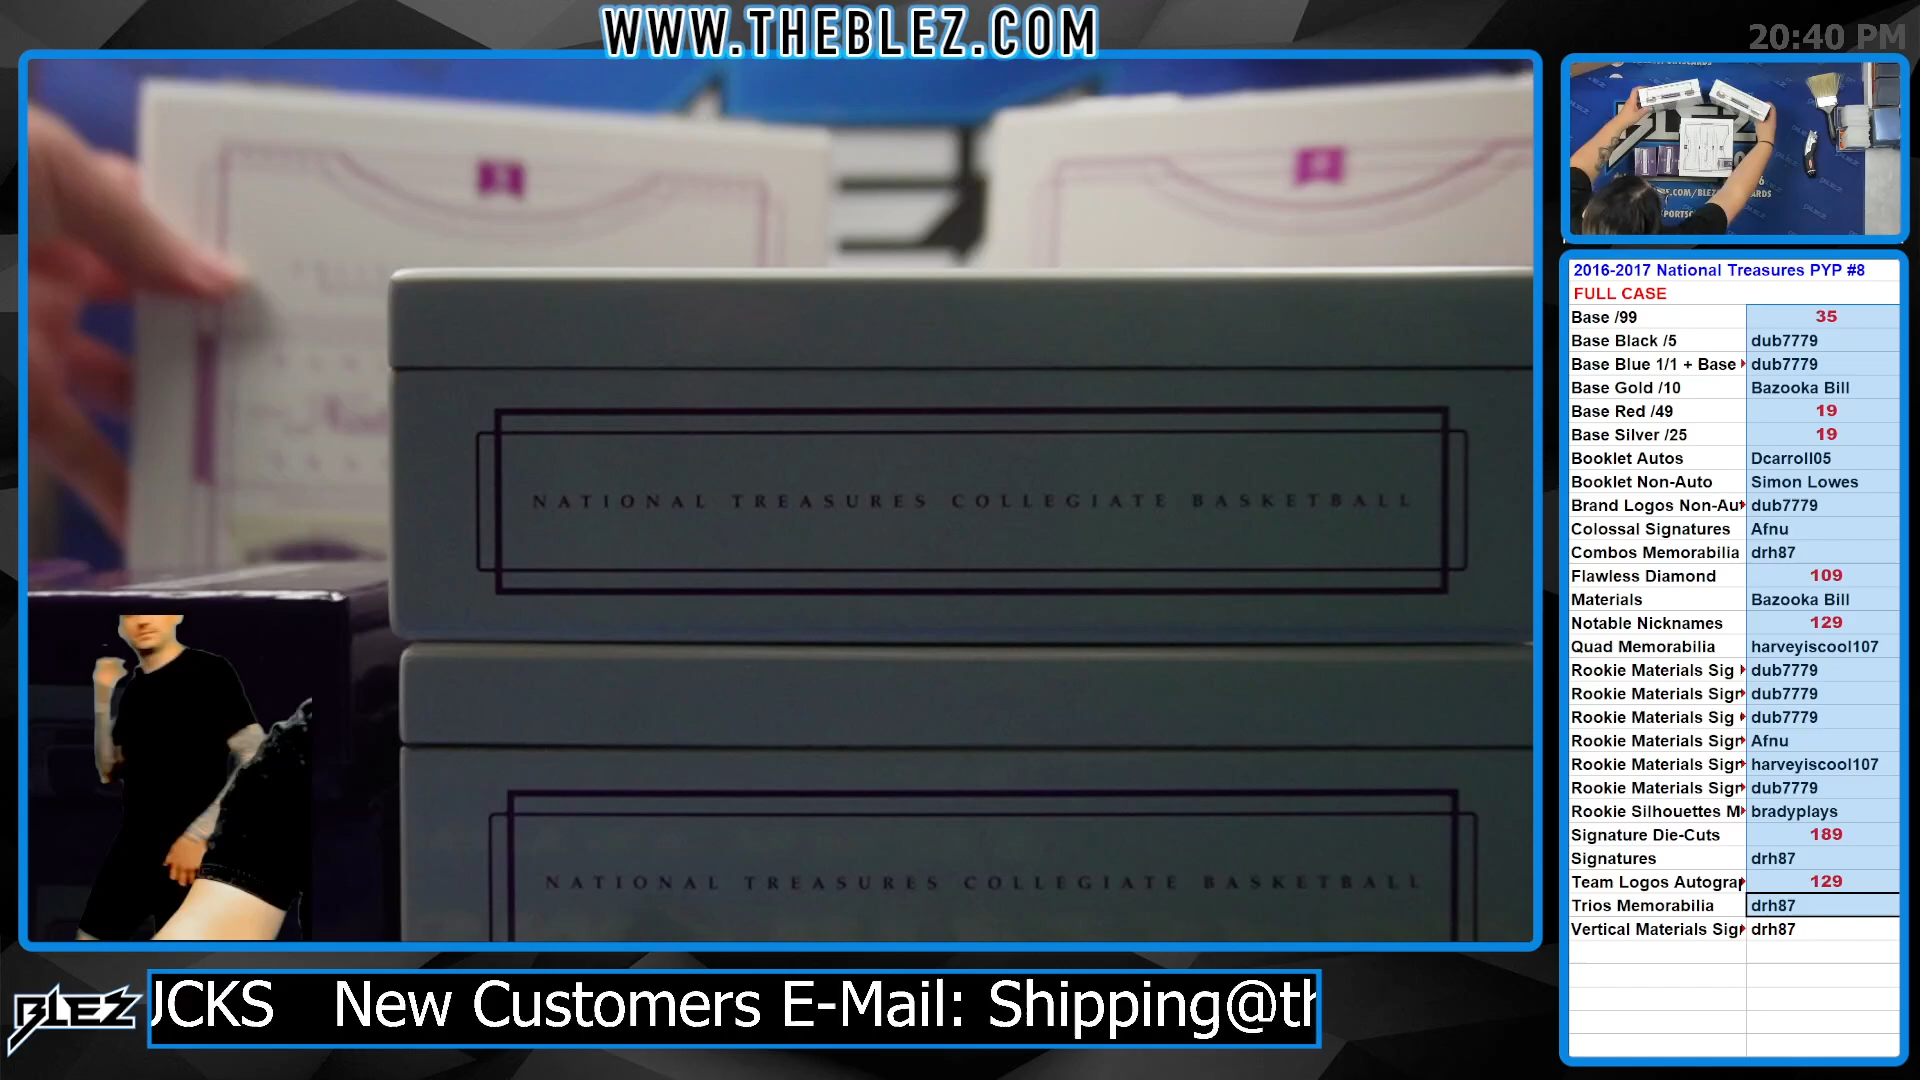 WWW.THEBLEZ.COM
20:40 PM
NATIONAL TREASURES COLLEGIATE BASKETBALL
NATIONAL TREASURES COLLEGIATE BASKETBALL
2016-2017 National Treasures PYP #8
FULL CASE
Base /99 35
Base Black /5 dub7779
Base Blue 1/1 + Base dub7779
Base Gold /10 Bazooka Bill
Base Red /49 19
Base Silver /25 19
Booklet Autos Dcarroll05
Booklet Non-Auto Simon Lowes
Brand Logos Non-Au dub7779
Colossal Signatures Afnu
Combos Memorabilia drh87
Flawless Diamond 109
Materials Bazooka Bill
Notable Nicknames 129
Quad Memorabilia harveyiscool107
Rookie Materials Sig dub7779
Rookie Materials Sign dub7779
Rookie Materials Sig dub7779
Rookie Materials Sign Afnu
Rookie Materials Sign harveyiscool107
Rookie Materials Sign dub7779
Rookie Silhouettes M bradyplays
Signature Die-Cuts 189
Signatures drh87
Team Logos Autograp 129
Trios Memorabilia drh87
Vertical Materials Sig drh87
BLEZ
UCKS New Customers E-Mail: Shipping@th